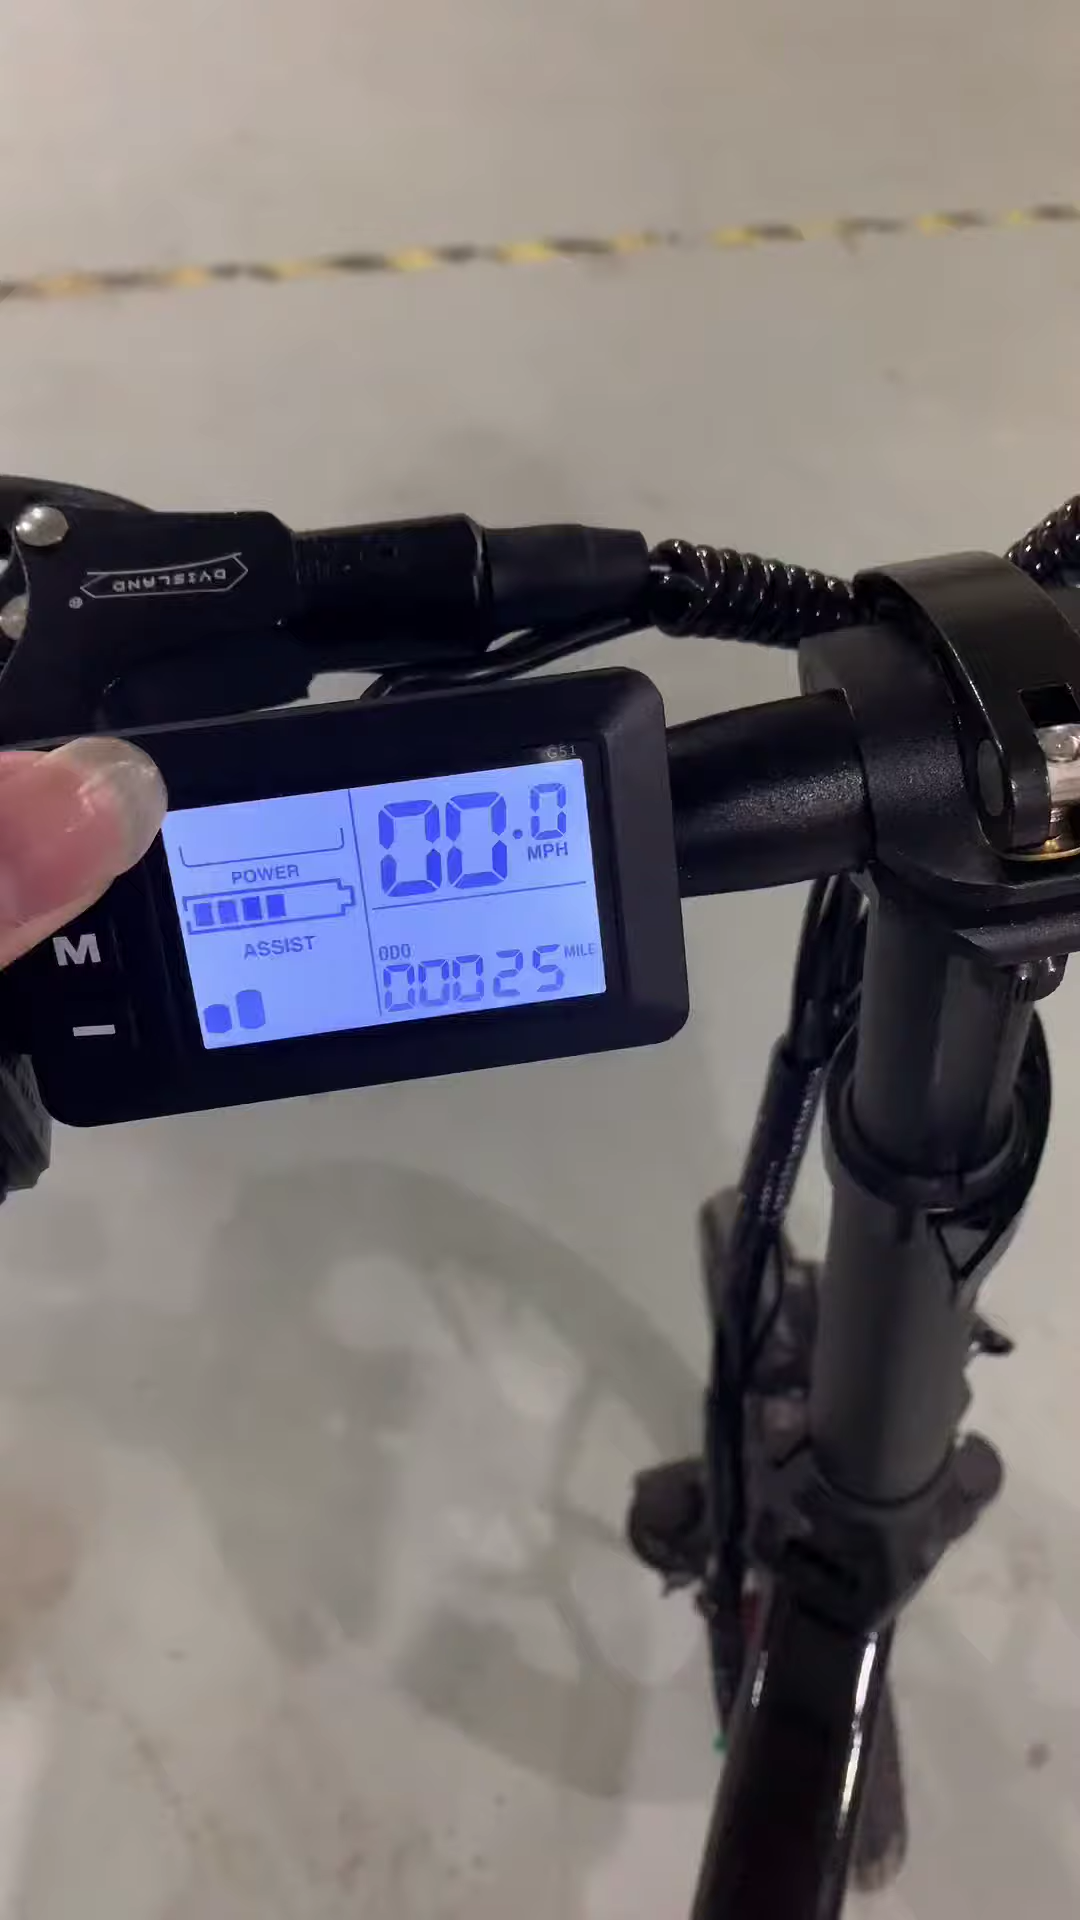 DYISLAND
®
G51
00.0
MPH
POWER
ASSIST
ODO
00025
MILE
M